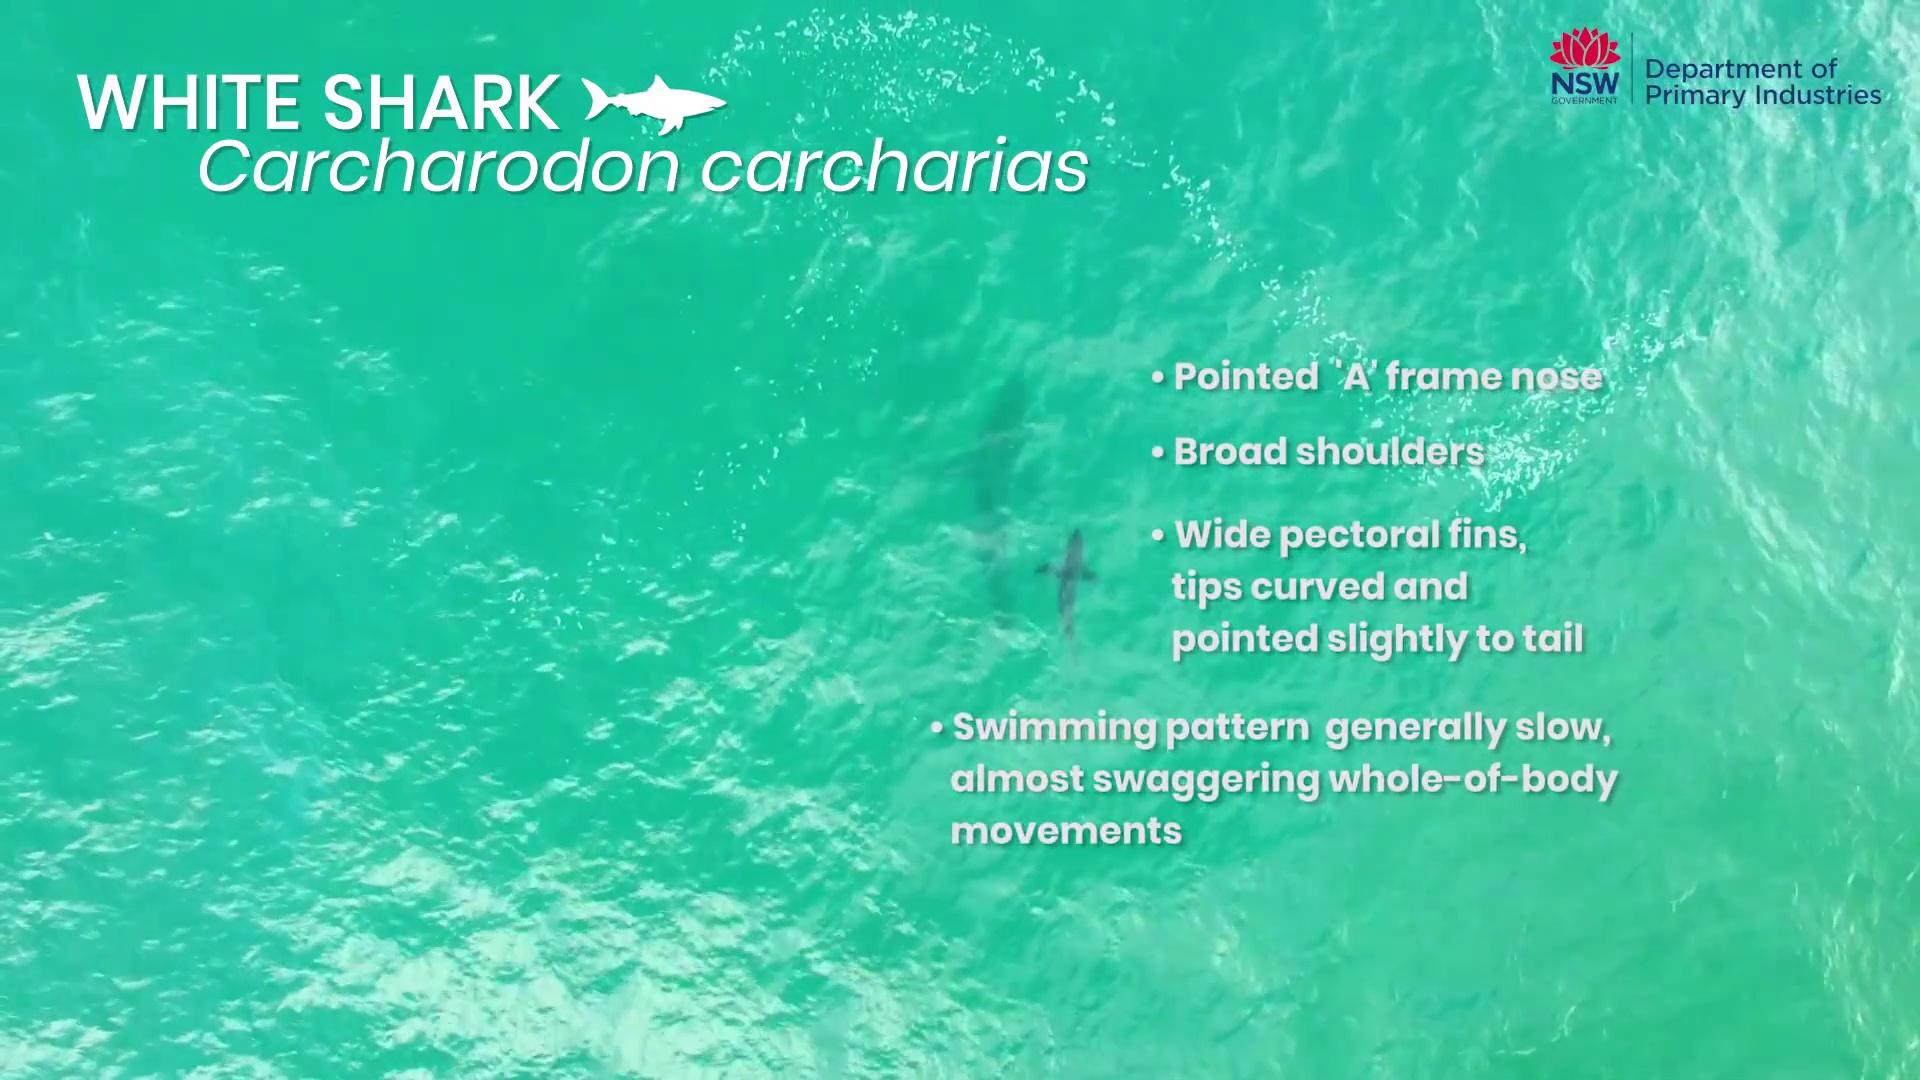 WHITE SHARK
Carcharodon carcharias
NSW
GOVERNMENT
Department of
Primary Industries
• Pointed 'A' frame nose
• Broad shoulders
• Wide pectoral fins,
tips curved and
pointed slightly to tail
• Swimming pattern generally slow,
almost swaggering whole-of-body
movements